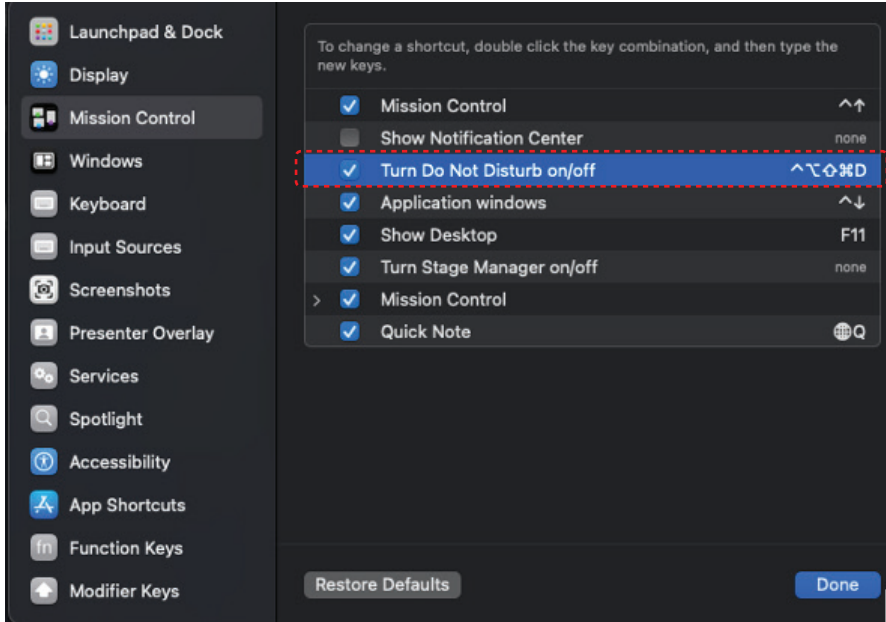 Launchpad & Dock
Display
Mission Control
Windows
Keyboard
Input Sources
Screenshots
Presenter Overlay
Services
Spotlight
Accessibility
App Shortcuts
fn Function Keys
Modifier Keys
To change a shortcut, double click the key combination, and then type the
new keys.
Mission Control ^↑
Show Notification Center none
Turn Do Not Disturb on/off ^⌥⇧⌘D
Application windows ^↓
Show Desktop F11
Turn Stage Manager on/off none
Mission Control
Quick Note 🌐Q
Restore Defaults Done